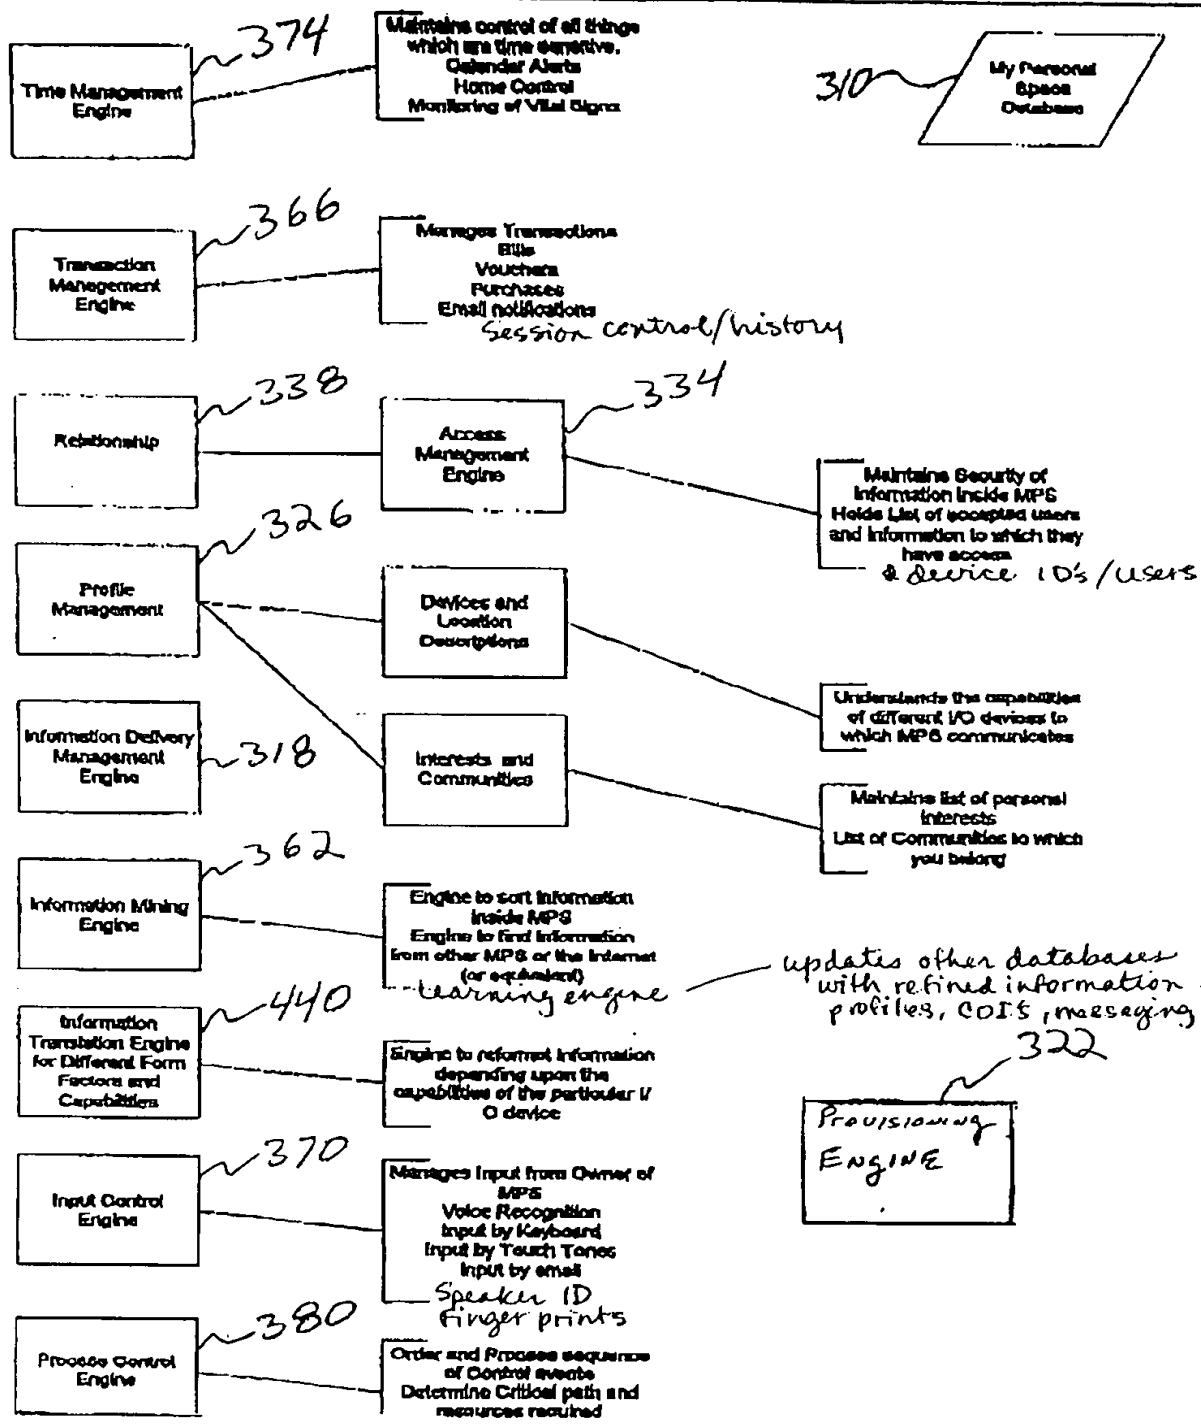 374
Time Management
Engine
Maintains control of all things
which are time sensitive.
Calendar Alerts
Home Control
Monitoring of Vital Signs
310
My Personal
Space
Database
366
Transaction
Management
Engine
Manages Transactions
Bills
Vouchers
Purchases
Email notifications
Session control/history
338
Relationship
334
Access
Management
Engine
Maintains Security of
Information inside MPS
Holds List of accepted users
and information to which they
have access
& device ID's/users
326
Profile
Management
Devices and
Location
Descriptions
Understands the capabilities
of different I/O devices to
which MPS communicates
Information Delivery
Management
Engine
318
Interests and
Communities
Maintains list of personal
Interests
List of Communities to which
you belong
362
Information Mining
Engine
Engine to sort information
inside MPS
Engine to find information
from other MPS or the Internet
(or equivalent)
Learning engine
updates other databases
with refined information -
profiles, COI's, messaging
440
Information
Translation Engine
for Different Form
Factors and
Capabilities
Engine to reformat information
depending upon the
capabilities of the particular I/
O device
322
Provisioning
Engine
370
Input Control
Engine
Manages Input from Owner of
MPS
Voice Recognition
Input by Keyboard
Input by Touch Tones
Input by email
Speaker ID
Finger prints
380
Process Control
Engine
Order and Process sequence
of Control events
Determine Critical path and
resources required